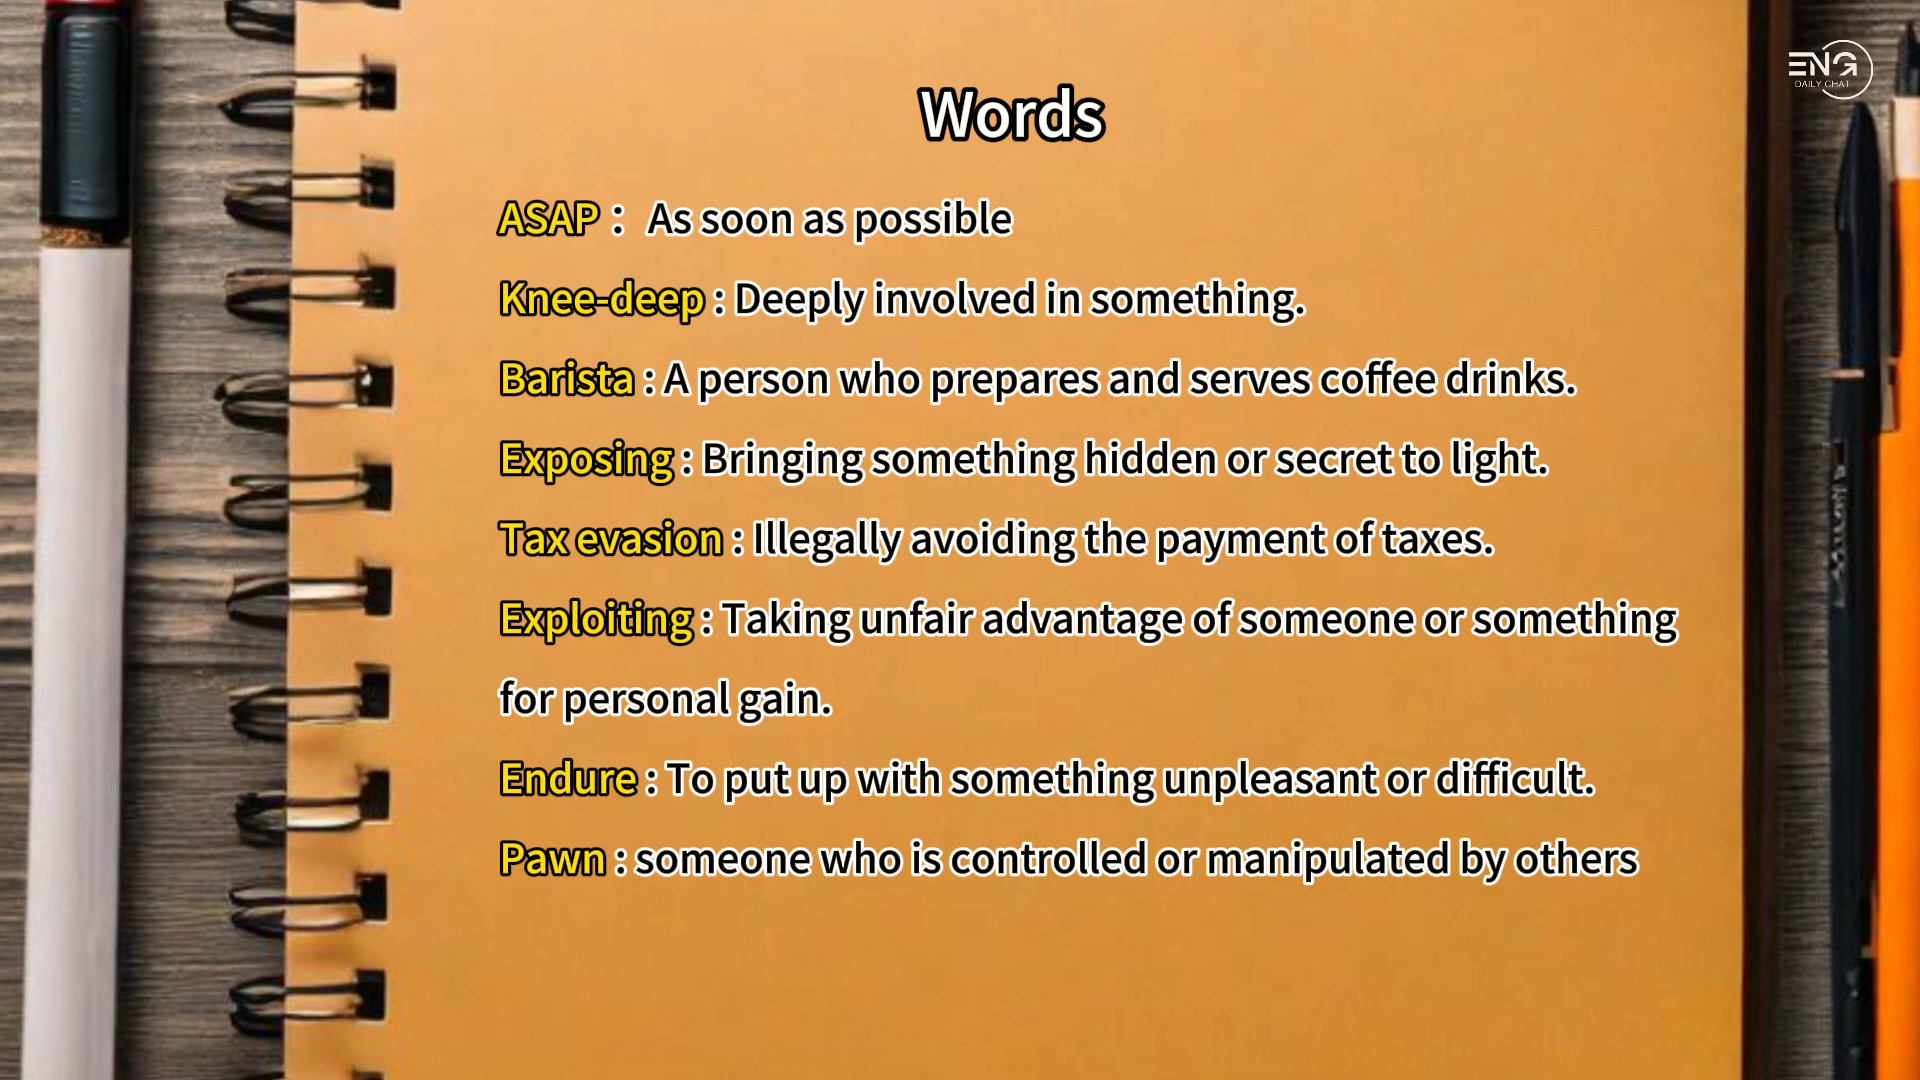 ENG
DAILY CHAT
Words
ASAP : As soon as possible
Knee-deep : Deeply involved in something.
Barista : A person who prepares and serves coffee drinks.
Exposing : Bringing something hidden or secret to light.
Tax evasion : Illegally avoiding the payment of taxes.
Exploiting : Taking unfair advantage of someone or something
for personal gain.
Endure : To put up with something unpleasant or difficult.
Pawn : someone who is controlled or manipulated by others